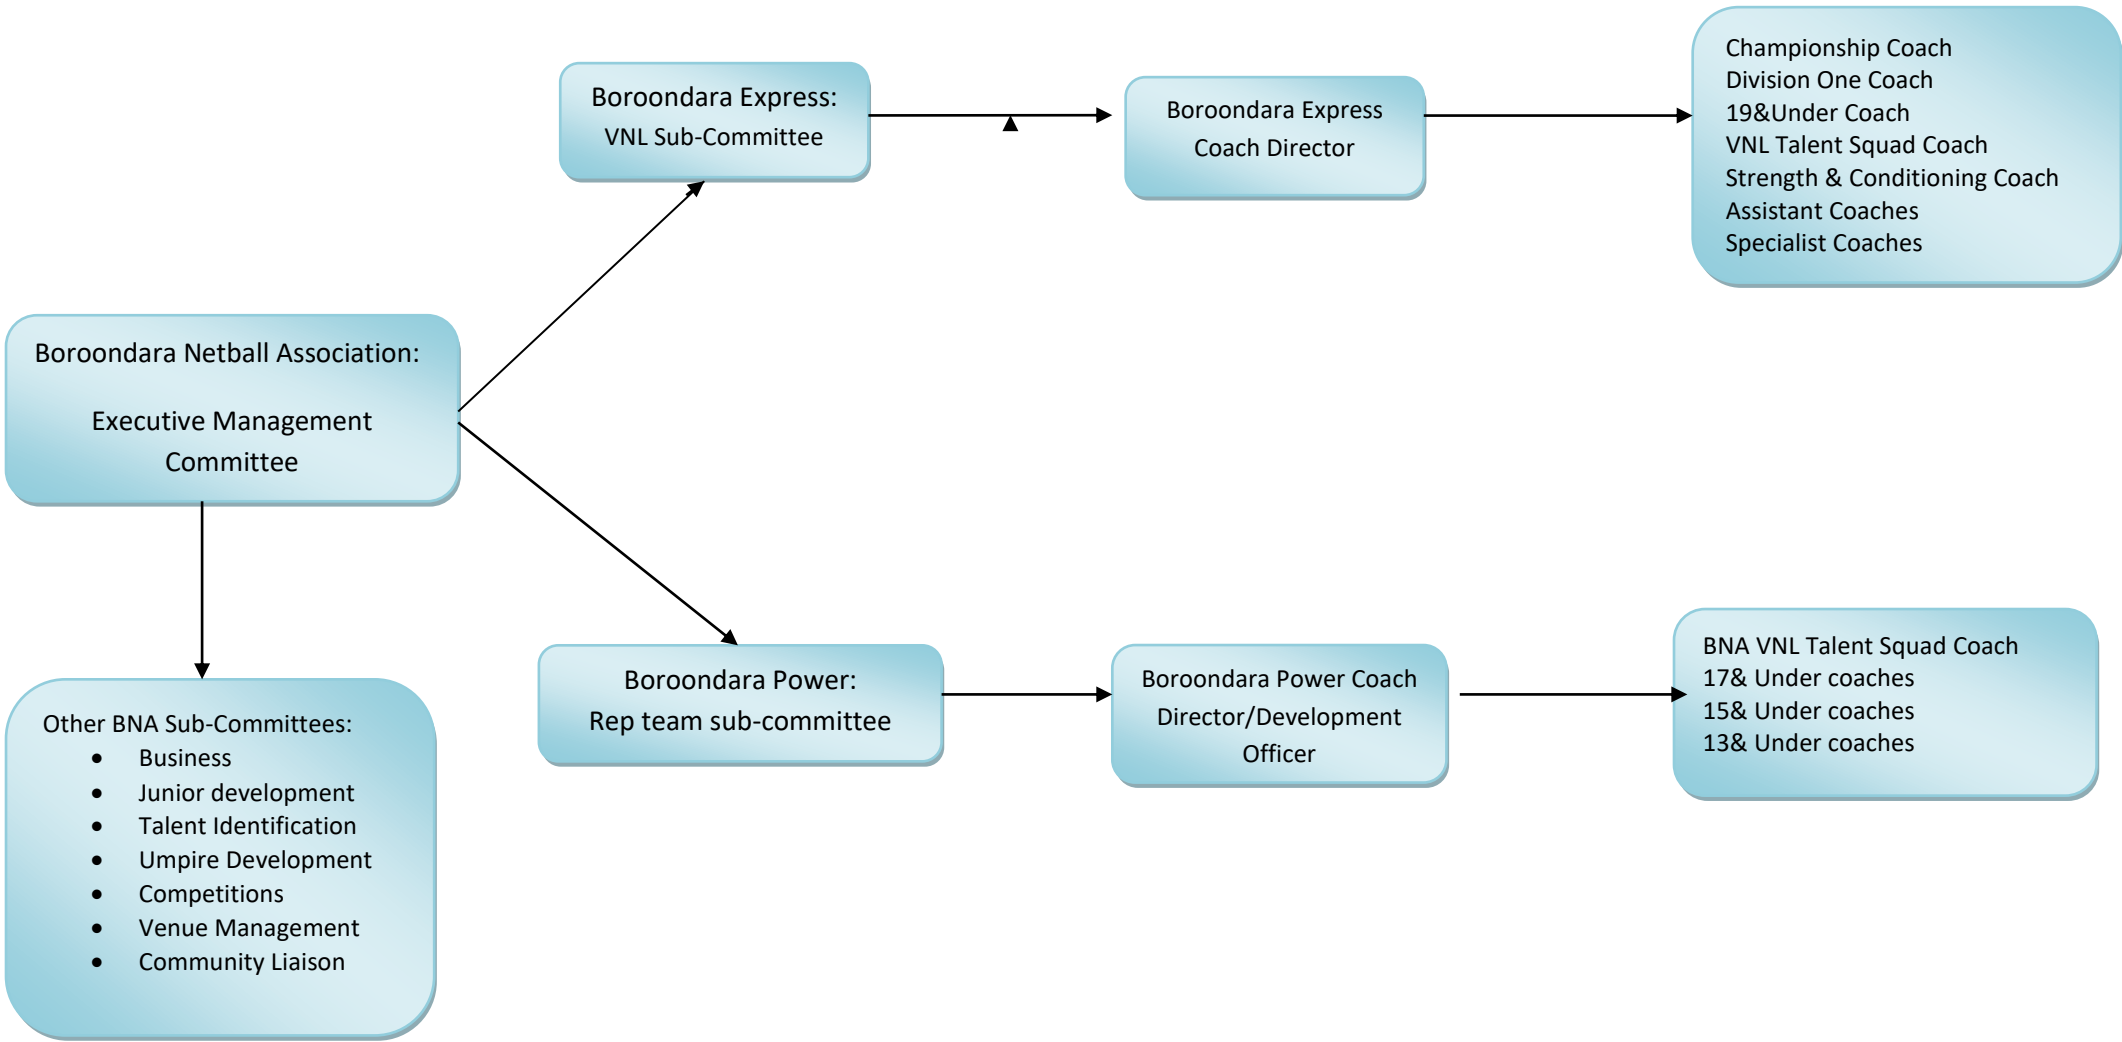 Boroondara Netball Association:
Executive Management
Committee
Boroondara Express:
VNL Sub-Committee
Boroondara Express
Coach Director
Championship Coach
Division One Coach
19&Under Coach
VNL Talent Squad Coach
Strength & Conditioning Coach
Assistant Coaches
Specialist Coaches
Boroondara Power:
Rep team sub-committee
Boroondara Power Coach
Director/Development
Officer
BNA VNL Talent Squad Coach
17& Under coaches
15& Under coaches
13& Under coaches
Other BNA Sub-Committees:
• Business
• Junior development
• Talent Identification
• Umpire Development
• Competitions
• Venue Management
• Community Liaison